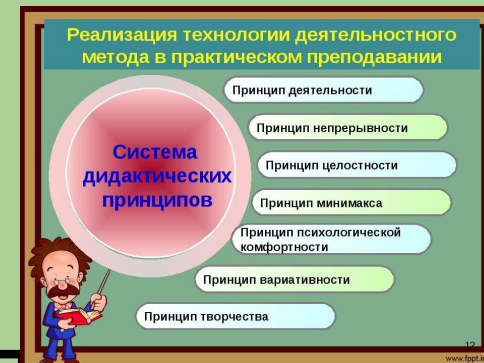 Реализация технологии деятельностного
метода в практическом преподавании
Принцип деятельности
Принцип непрерывности
Система
дидактических
принципов
Принцип целостности
Принцип минимакса
Принцип психологической
комфортности
Принцип вариативности
Принцип творчества
12
www.fppt.in